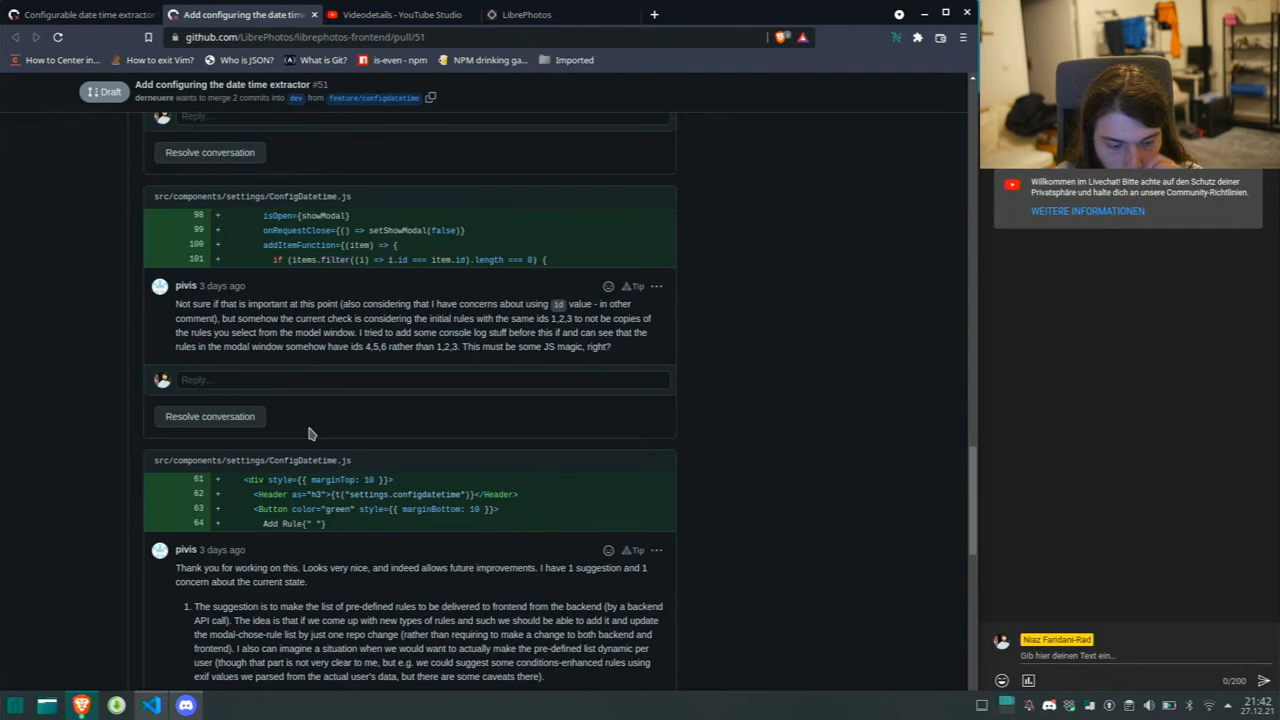 Configurable date time extractor
Add configuring the date time
Videodetails - YouTube Studio
LibrePhotos
github.com/LibrePhotos/librephotos-frontend/pull/51
How to Center in...
How to exit Vim?
Who is JSON?
What is Git?
is-even - npm
NPM drinking ga...
Imported
Draft
Add configuring the date time extractor #51
derneuere wants to merge 2 commits into dev from feature/configdatetime
Reply...
Resolve conversation
src/components/settings/ConfigDatetime.js
98 + isOpen={showModal}
99 + onRequestClose={() => setShowModal(false)}
100 + addItemFunction={(item) => {
101 + if (items.filter((i) => i.id === item.id).length === 0) {
pivis 3 days ago
Tip
Not sure if that is important at this point (also considering that I have concerns about using id value - in other
comment), but somehow the current check is considering the initial rules with the same ids 1,2,3 to not be copies of
the rules you select from the model window. I tried to add some console log stuff before this if and can see that the
rules in the modal window somehow have ids 4,5,6 rather than 1,2,3. This must be some JS magic, right?
Reply...
Resolve conversation
src/components/settings/ConfigDatetime.js
61 + <div style={{ marginTop: 10 }}>
62 + <Header as="h3">{t("settings.configdatetime")}</Header>
63 + <Button color="green" style={{ marginBottom: 10 }}>
64 + Add Rule{" "}
pivis 3 days ago
Tip
Thank you for working on this. Looks very nice, and indeed allows future improvements. I have 1 suggestion and 1
concern about the current state.
1. The suggestion is to make the list of pre-defined rules to be delivered to frontend from the backend (by a backend
API call). The idea is that if we come up with new types of rules and such we should be able to add it and update
the modal-chose-rule list by just one repo change (rather than requiring to make a change to both backend and
frontend). I also can imagine a situation when we would want to actually make the pre-defined list dynamic per
user (though that part is not very clear to me, but e.g. we could suggest some conditions-enhanced rules using
exif values we parsed from the actual user's data, but there are some caveats there).
Willkommen im Livechat! Bitte achte auf den Schutz deiner
Privatsphäre und halte dich an unsere Community-Richtlinien.
WEITERE INFORMATIONEN
Niaz Faridani-Rad
Gib hier deinen Text ein...
0/200
21:42
27.12.21